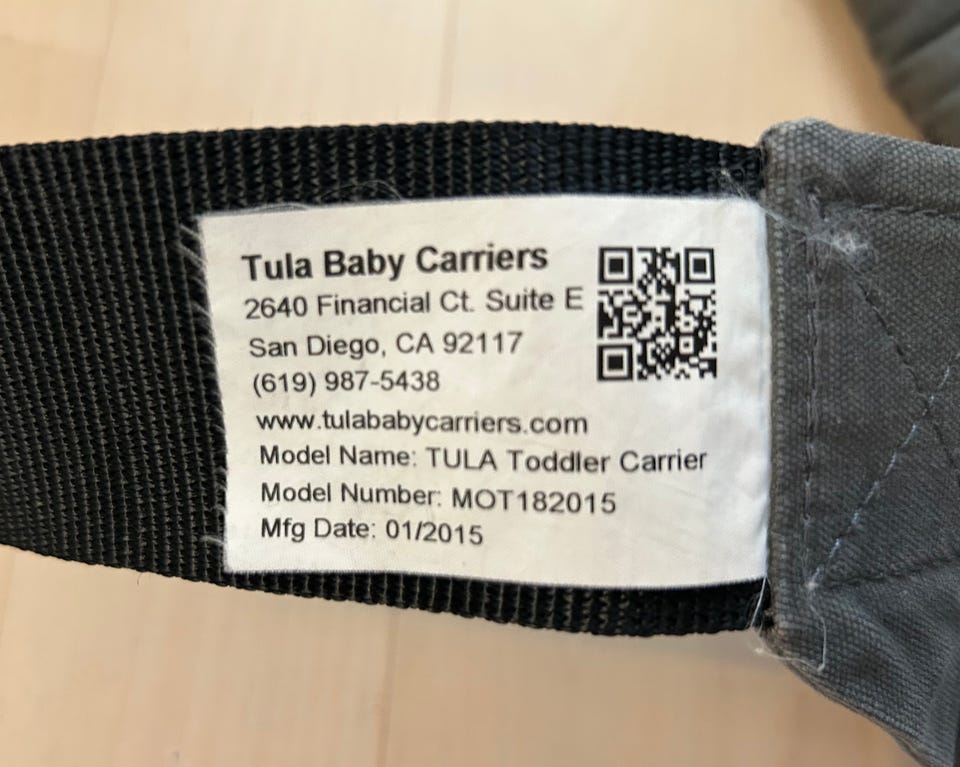 Tula Baby Carriers
2640 Financial Ct. Suite E
San Diego, CA 92117
(619) 987-5438
www.tulababycarriers.com
Model Name: TULA Toddler Carrier
Model Number: MOT182015
Mfg Date: 01/2015